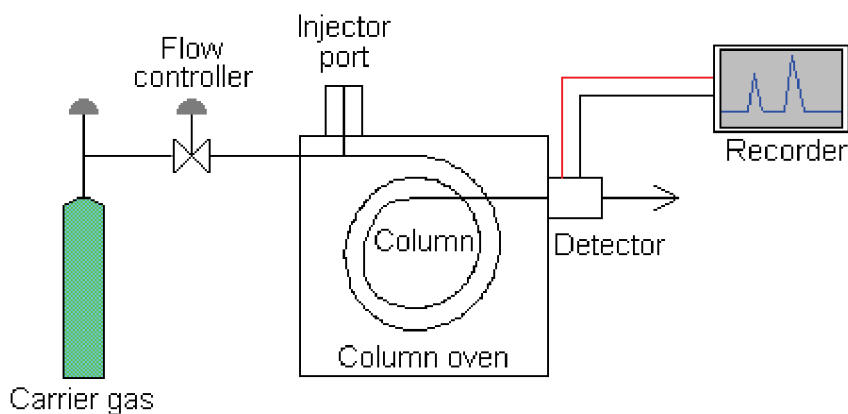 Injector
port
Flow
controller
Recorder
Column
Detector
Column oven
Carrier gas